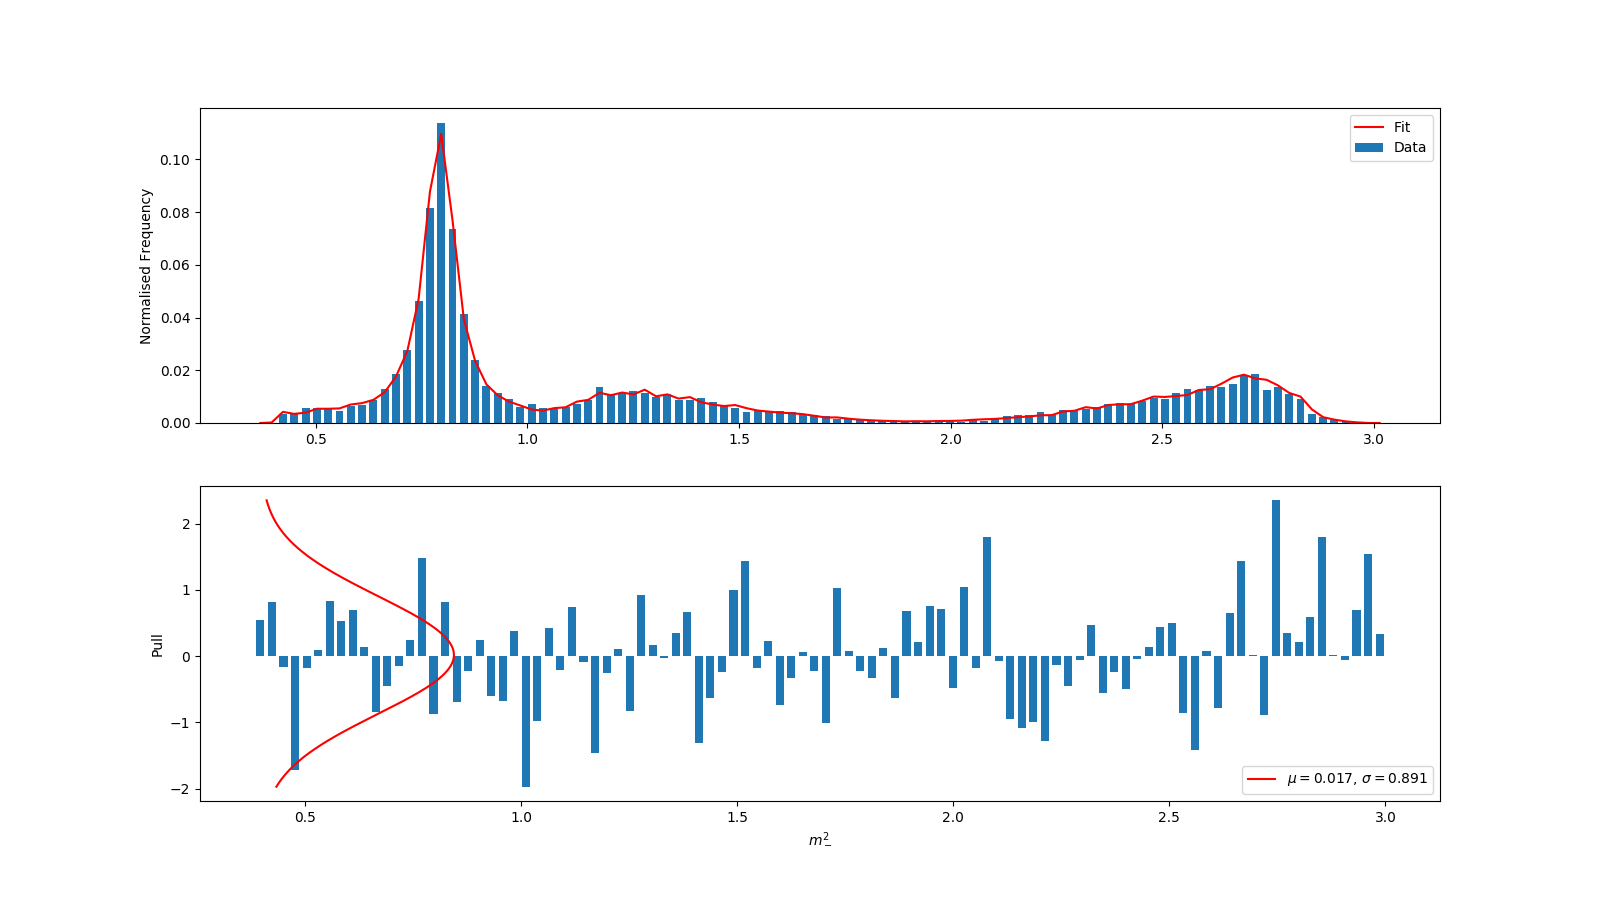 Normalised Frequency
0.10
0.08
0.06
0.04
0.02
0.00
0.5 1.0 1.5 2.0 2.5 3.0
Fit
Data
Pull
2
1
0
−1
−2
0.5 1.0 1.5 2.0 2.5 3.0
μ = 0.017, σ = 0.891
m²₋